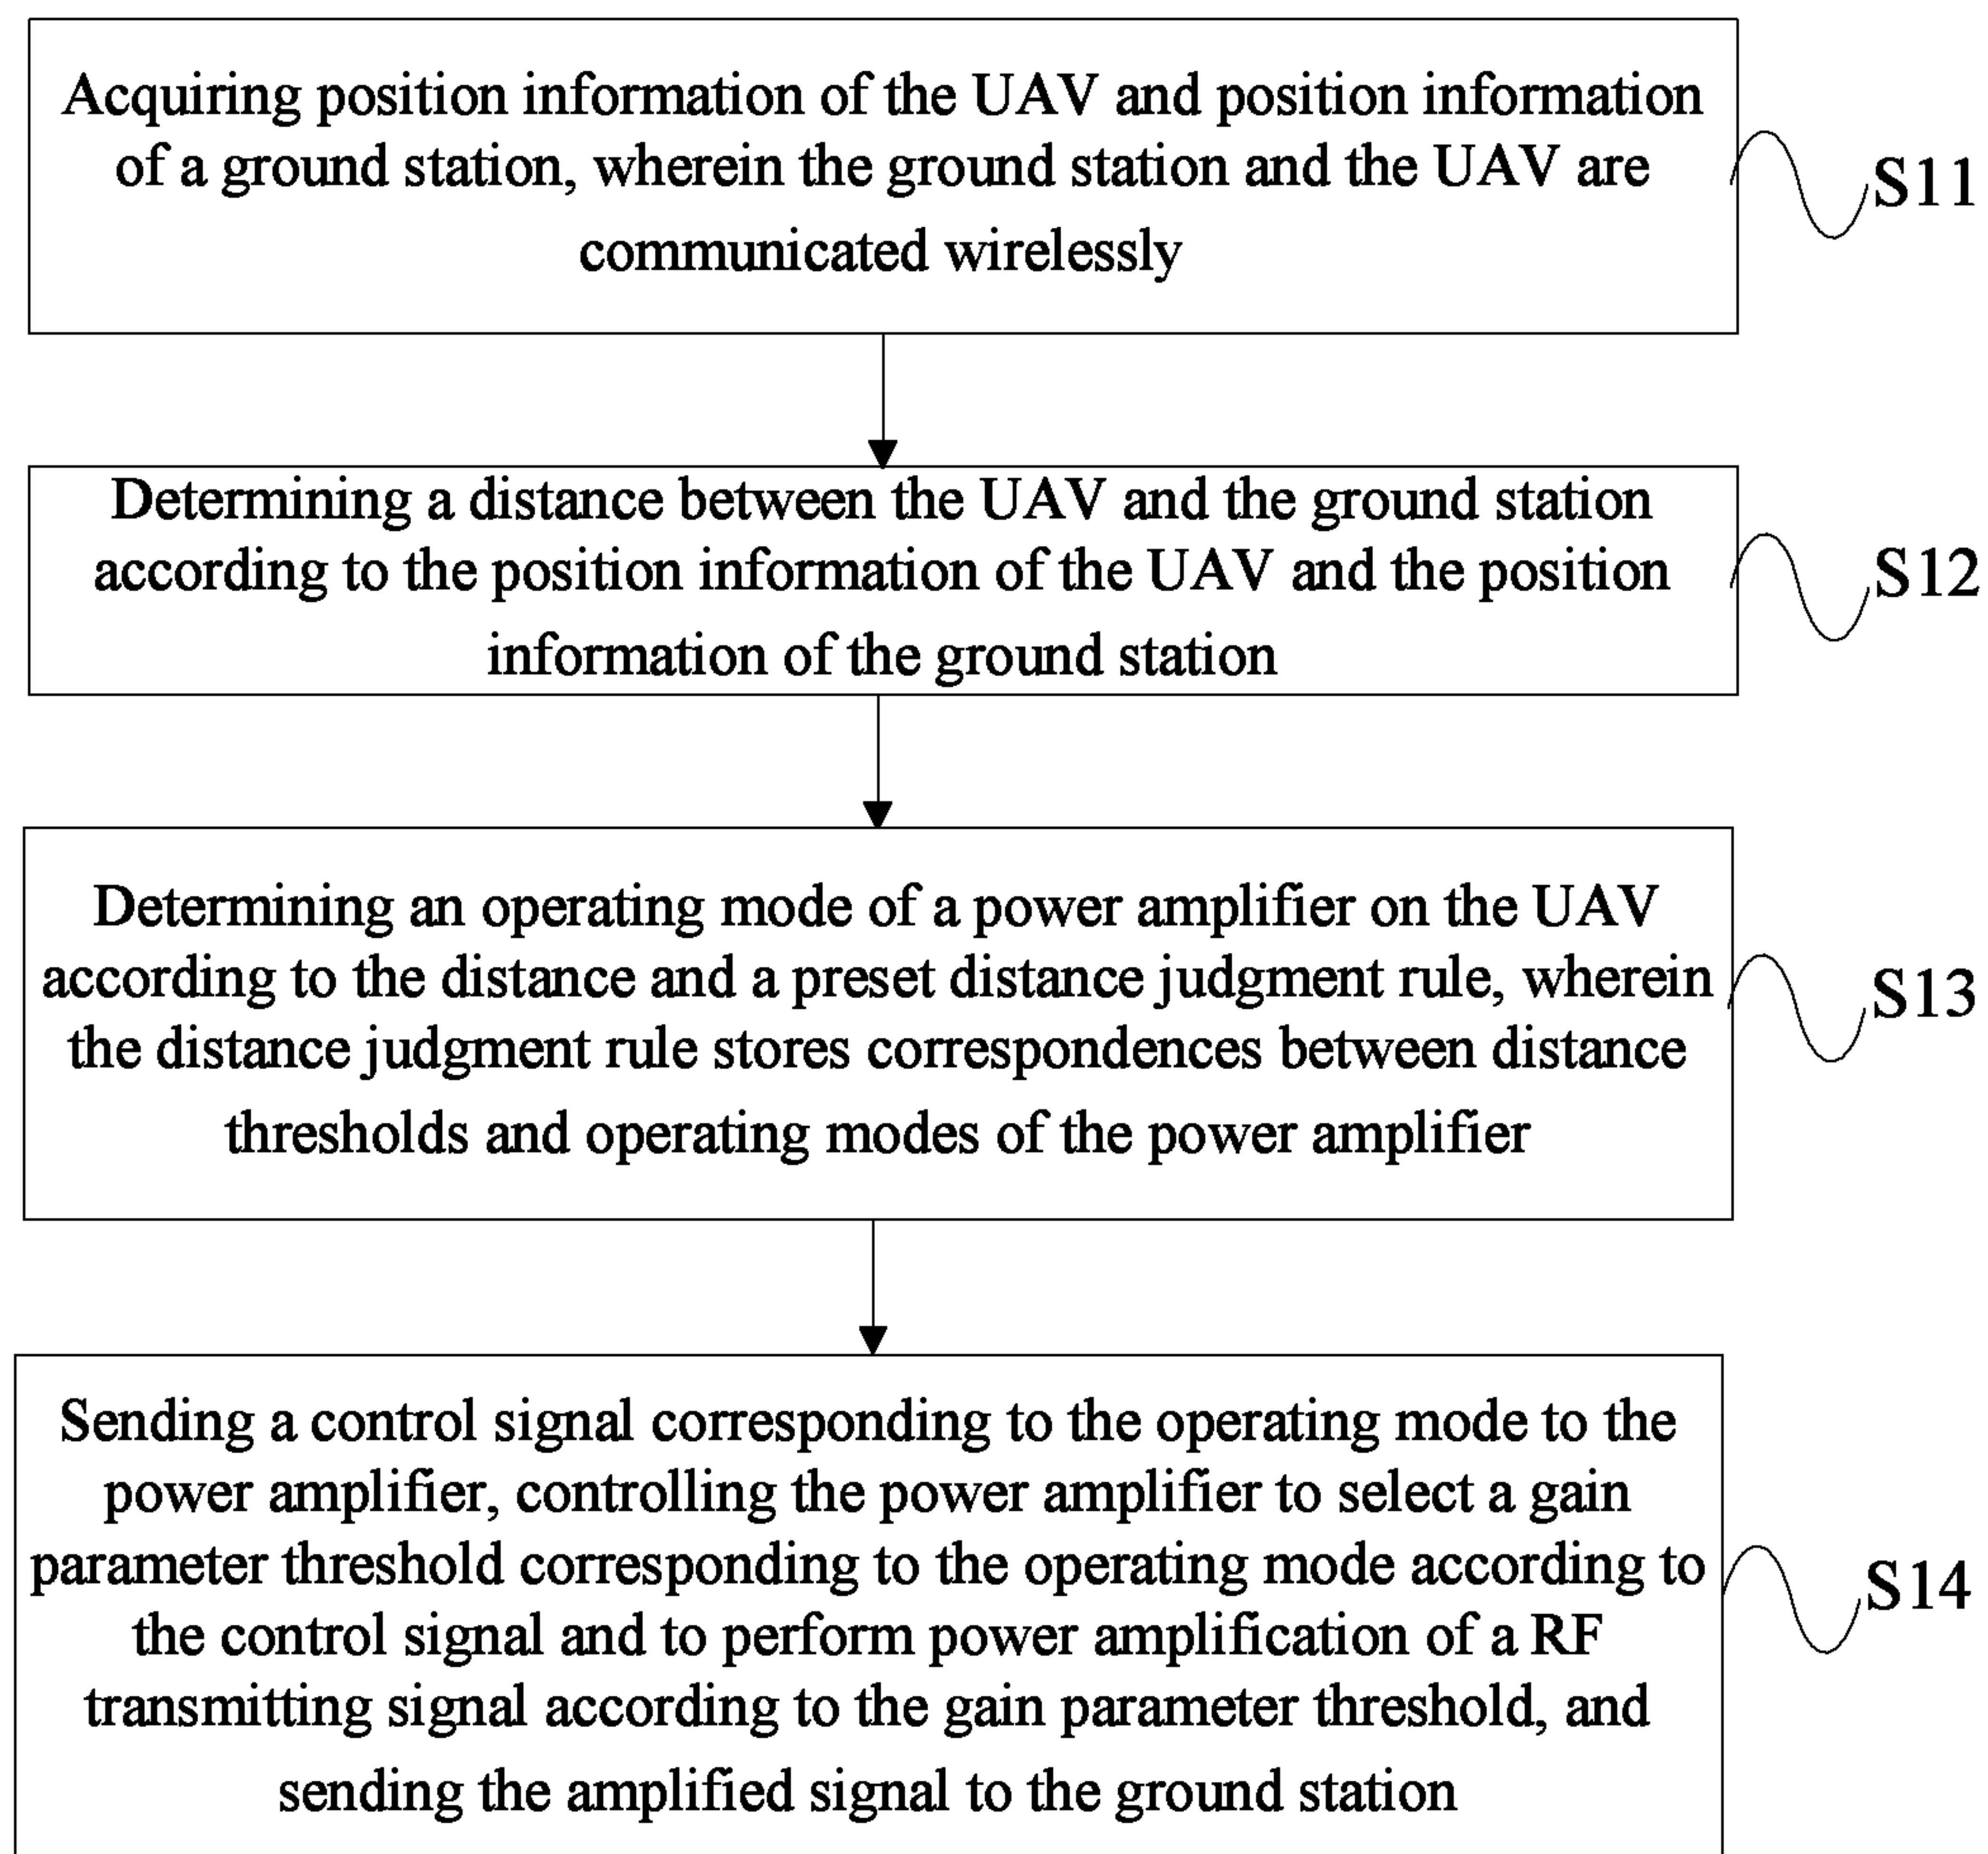 Acquiring position information of the UAV and position information
of a ground station, wherein the ground station and the UAV are
communicated wirelessly
S11
Determining a distance between the UAV and the ground station
according to the position information of the UAV and the position
information of the ground station
S12
Determining an operating mode of a power amplifier on the UAV
according to the distance and a preset distance judgment rule, wherein
the distance judgment rule stores correspondences between distance
thresholds and operating modes of the power amplifier
S13
Sending a control signal corresponding to the operating mode to the
power amplifier, controlling the power amplifier to select a gain
parameter threshold corresponding to the operating mode according to
the control signal and to perform power amplification of a RF
transmitting signal according to the gain parameter threshold, and
sending the amplified signal to the ground station
S14